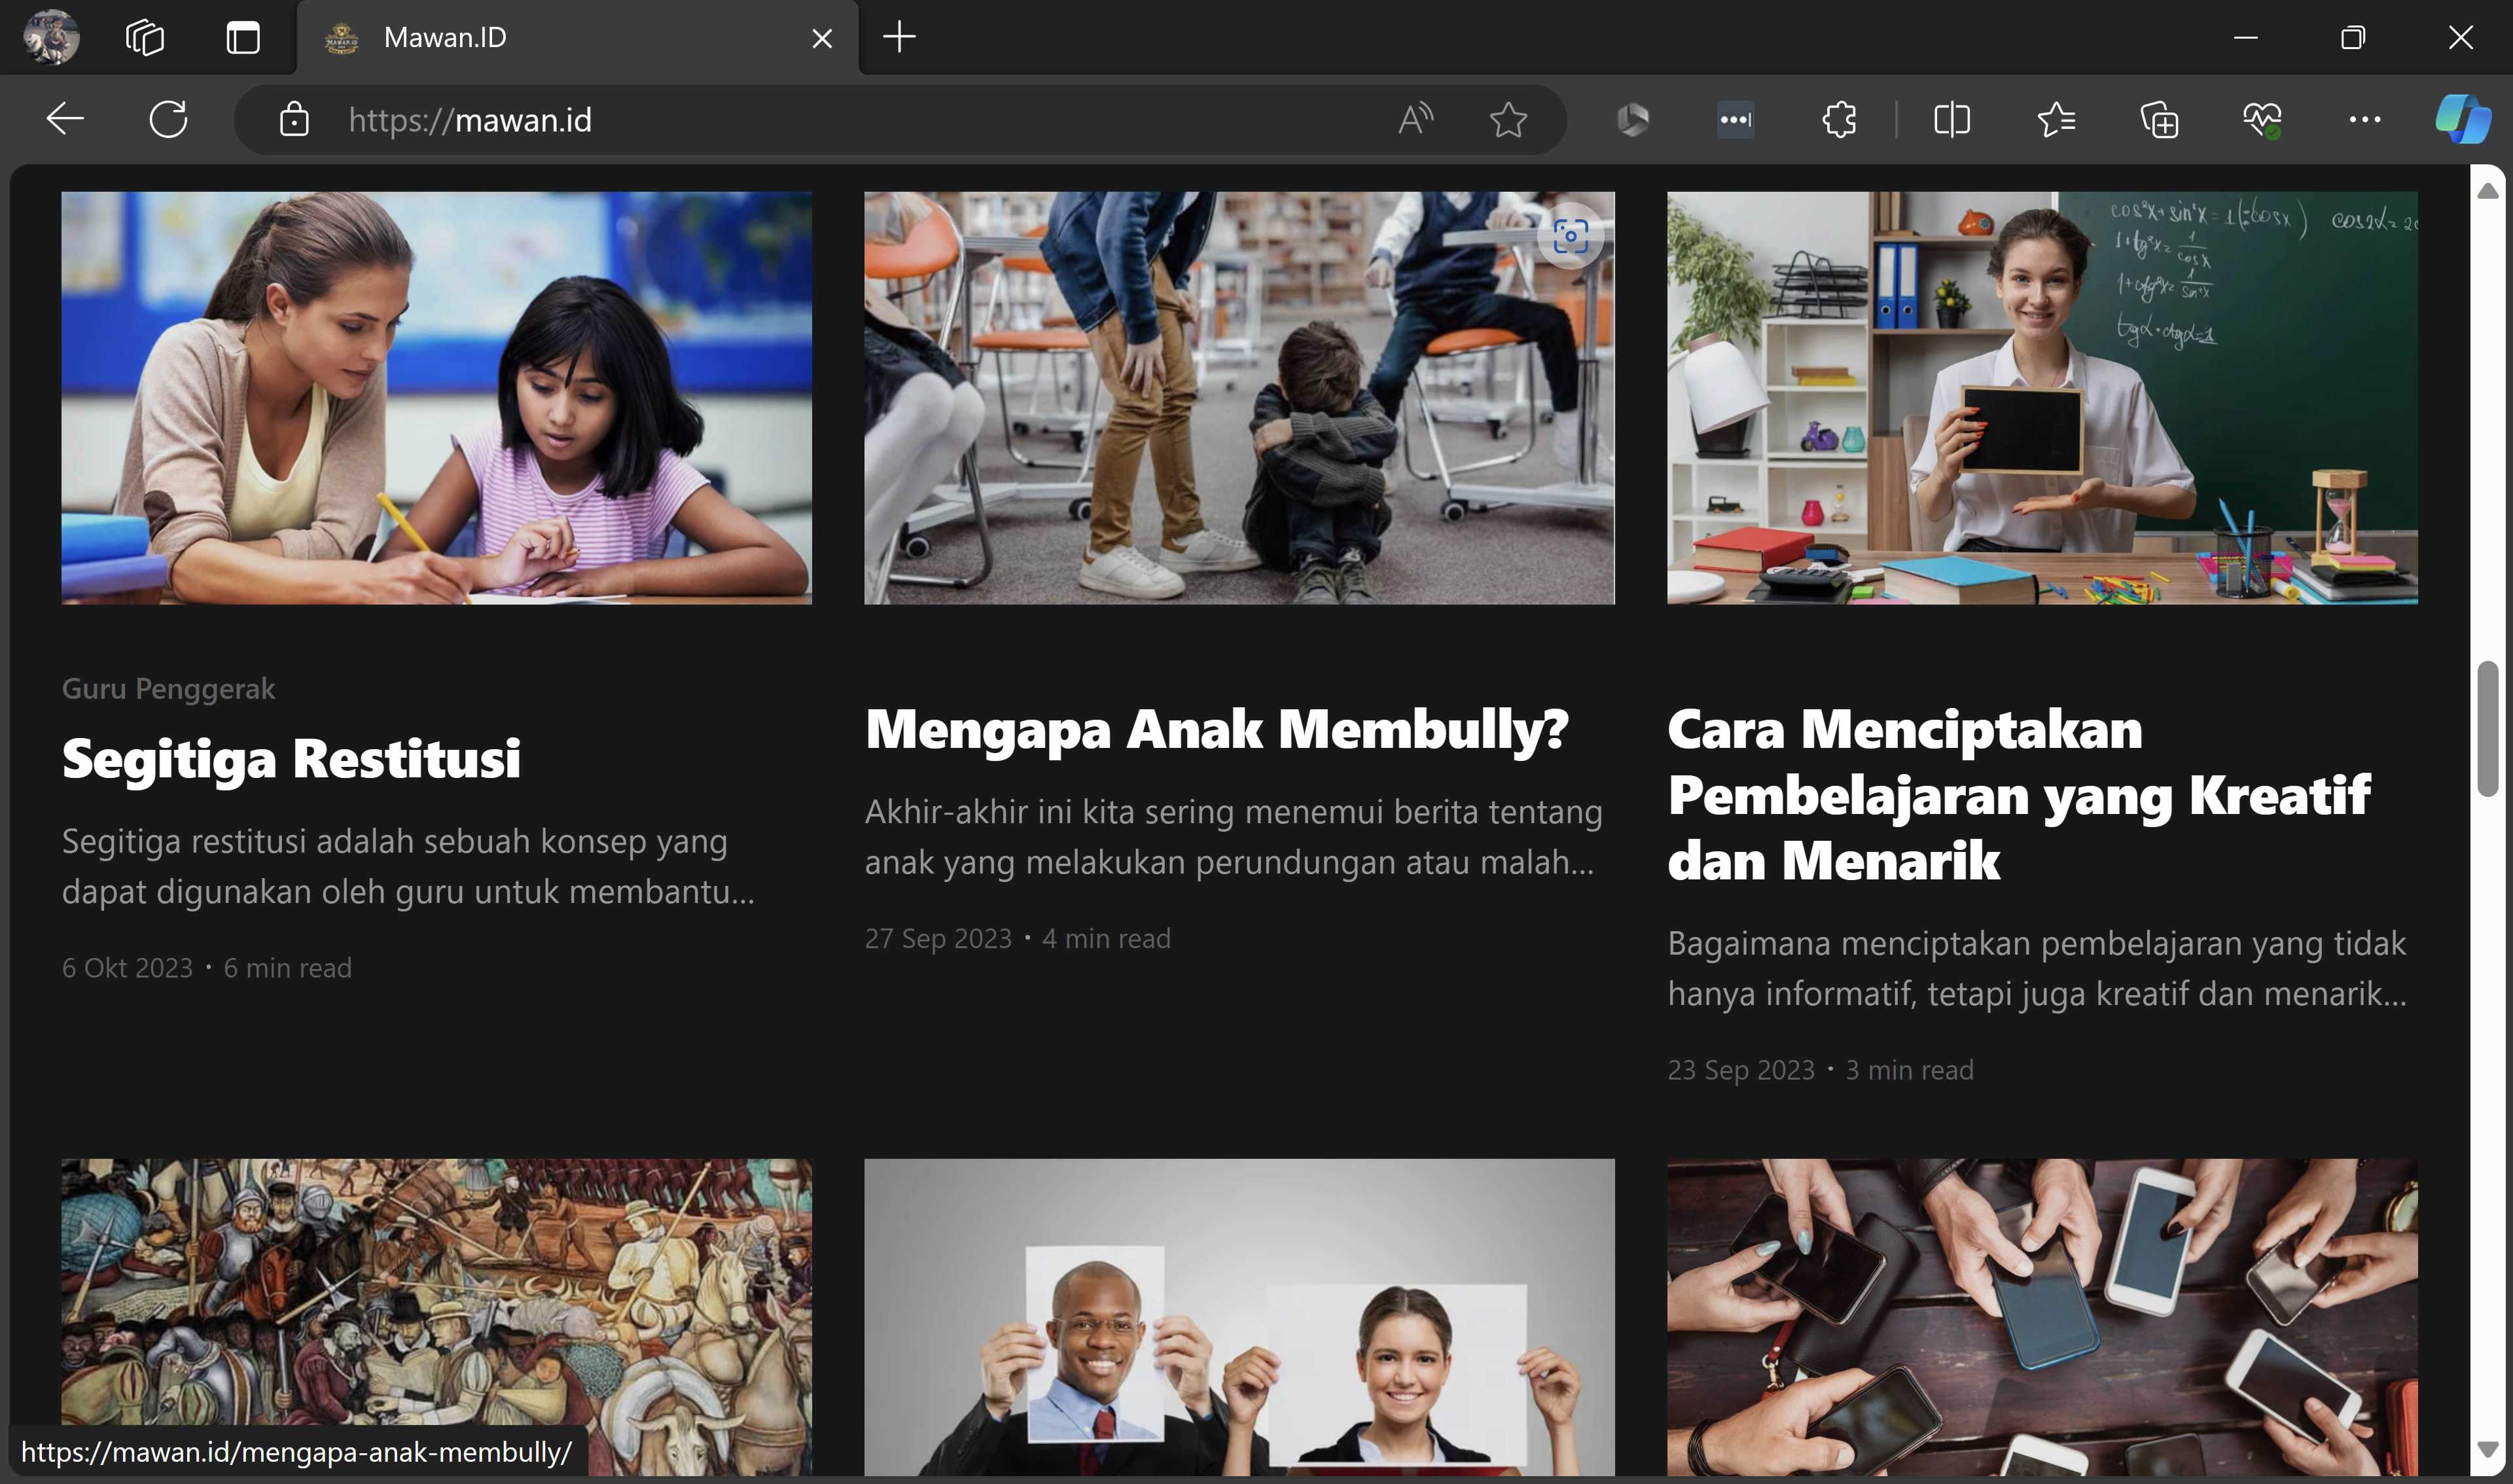 Mawan.ID
https://mawan.id
cos²x+sin²x=1
Guru Penggerak
Segitiga Restitusi
Segitiga restitusi adalah sebuah konsep yang
dapat digunakan oleh guru untuk membantu...
6 Okt 2023 • 6 min read
Mengapa Anak Membully?
Akhir-akhir ini kita sering menemui berita tentang
anak yang melakukan perundungan atau malah...
27 Sep 2023 • 4 min read
Cara Menciptakan
Pembelajaran yang Kreatif
dan Menarik
Bagaimana menciptakan pembelajaran yang tidak
hanya informatif, tetapi juga kreatif dan menarik...
23 Sep 2023 • 3 min read
https://mawan.id/mengapa-anak-membully/